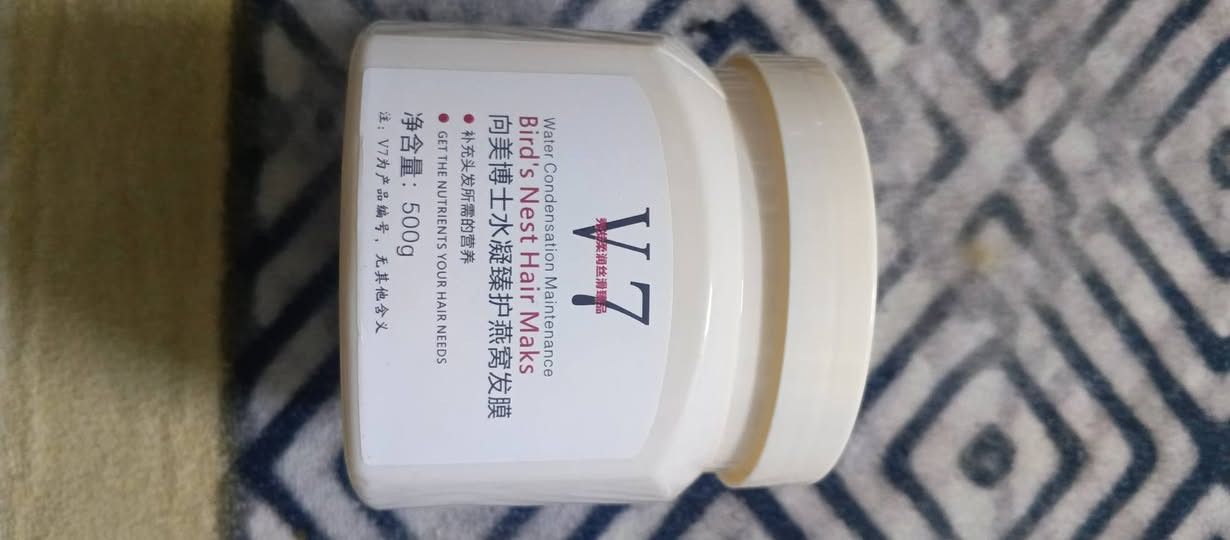 V7
Water Condensation Maintenance
Bird's Nest Hair Maks
向美博士水凝臻护燕窝发膜
● 补充头发所需的营养
● GET THE NUTRIENTS YOUR HAIR NEEDS
净含量：500g
注：V7为产品编号，无其他含义